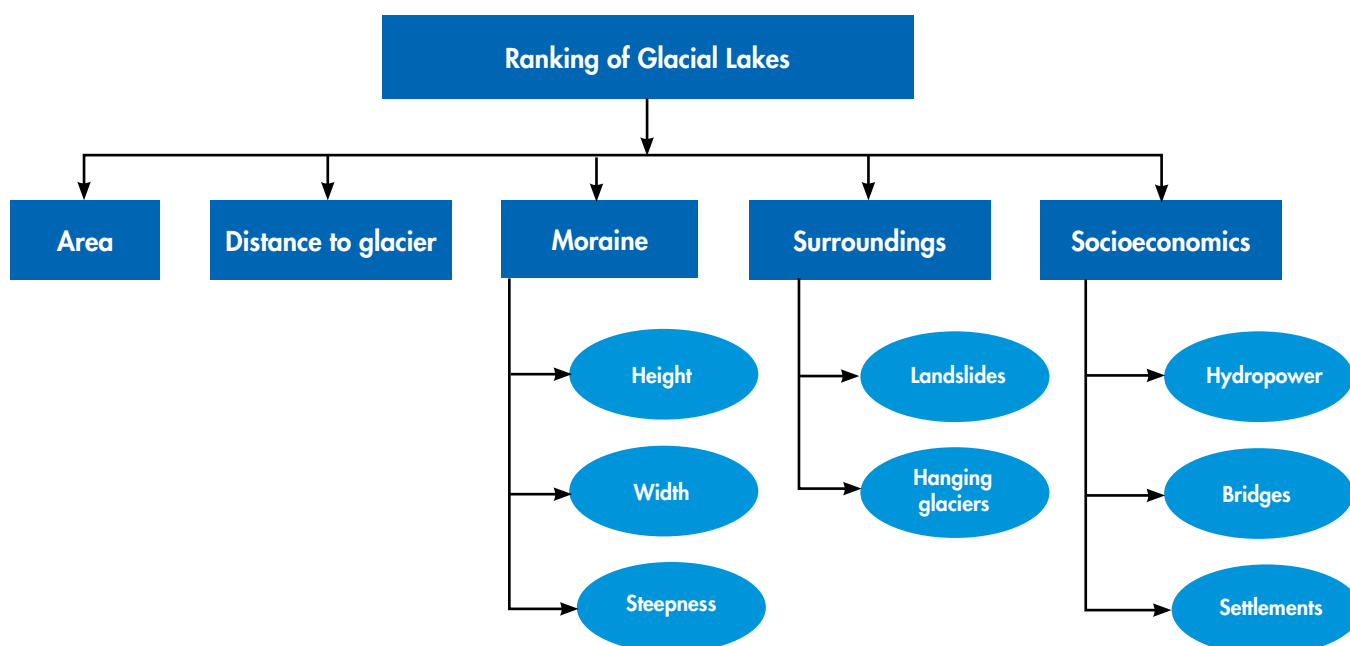 Ranking of Glacial Lakes
Area
Distance to glacier
Moraine
Surroundings
Socioeconomics
Height
Width
Steepness
Landslides
Hanging
glaciers
Hydropower
Bridges
Settlements